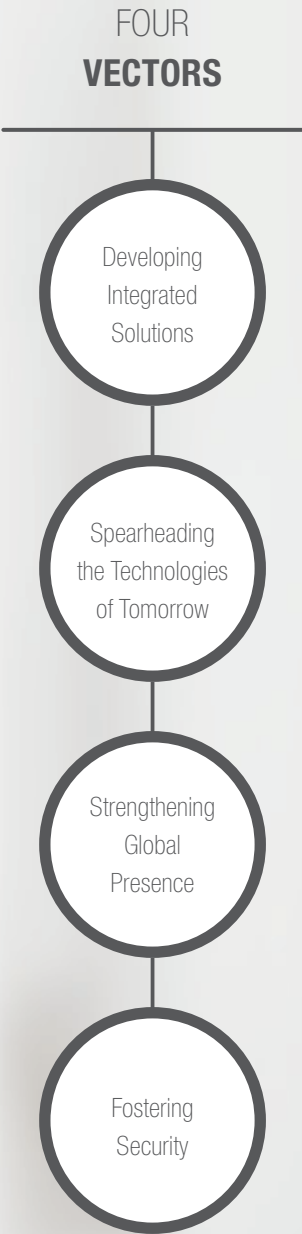 FOUR
VECTORS
Developing
Integrated
Solutions
Spearheading
the Technologies
of Tomorrow
Strengthening
Global
Presence
Fostering
Security